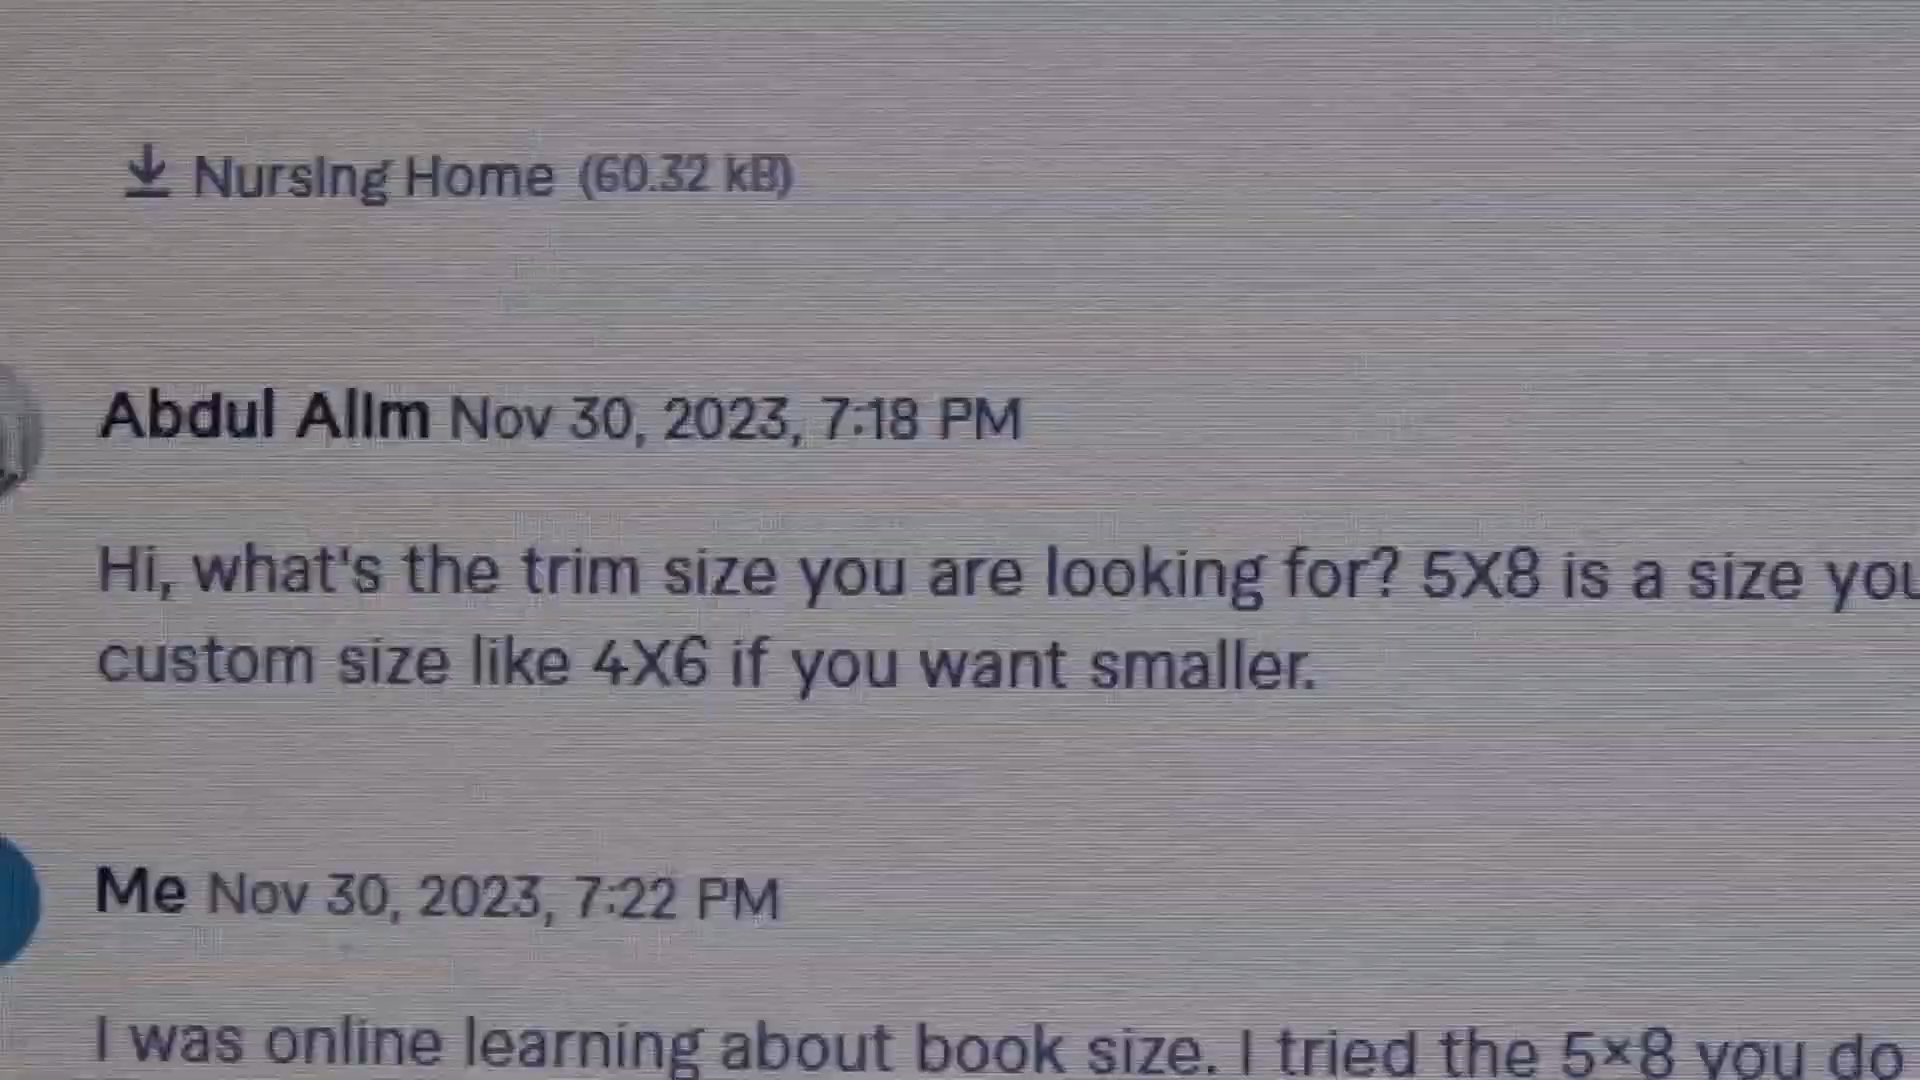 Nursing Home (60.32 kB)
Abdul Alim Nov 30, 2023, 7:18 PM
Hi, what's the trim size you are looking for? 5X8 is a size you
custom size like 4X6 if you want smaller.
Me Nov 30, 2023, 7:22 PM
I was online learning about book size. I tried the 5×8 you do